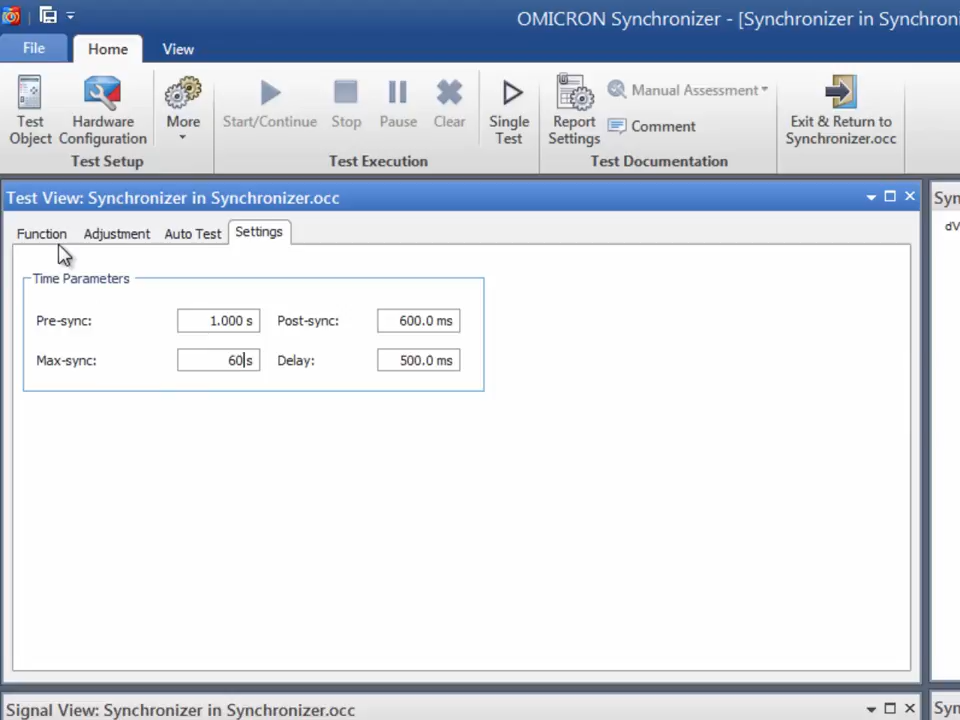 OMICRON Synchronizer - [Synchronizer in Synchroni
File Home View
Test Object
Hardware Configuration
More
Test Setup
Start/Continue
Stop
Pause
Clear
Single Test
Test Execution
Report Settings
Manual Assessment
Comment
Test Documentation
Exit & Return to Synchronizer.occ
Test View: Synchronizer in Synchronizer.occ
Syn
dV
Function Adjustment Auto Test Settings
Time Parameters
Pre-sync: 1.000 s Post-sync: 600.0 ms
Max-sync: 60s Delay: 500.0 ms
Signal View: Synchronizer in Synchronizer.occ
Syn